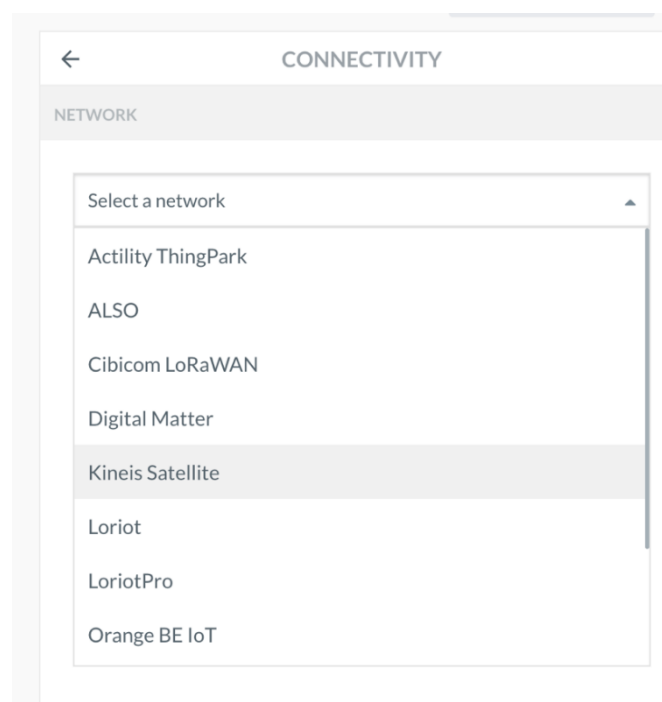 CONNECTIVITY
NETWORK
Select a network
Actility ThingPark
ALSO
Cibicom LoRaWAN
Digital Matter
Kineis Satellite
Loriot
LoriotPro
Orange BE IoT